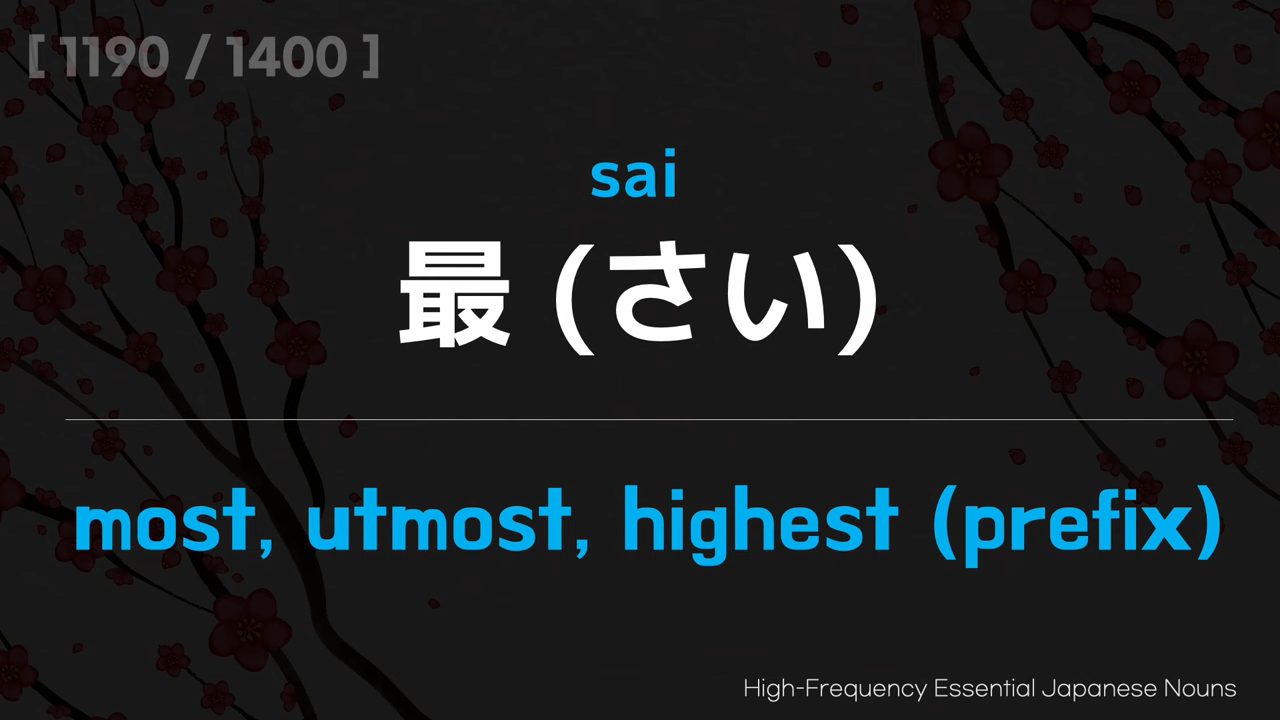 [ 1190 / 1400 ]
sai
最 (さい)
most, utmost, highest (prefix)
High-Frequency Essential Japanese Nouns